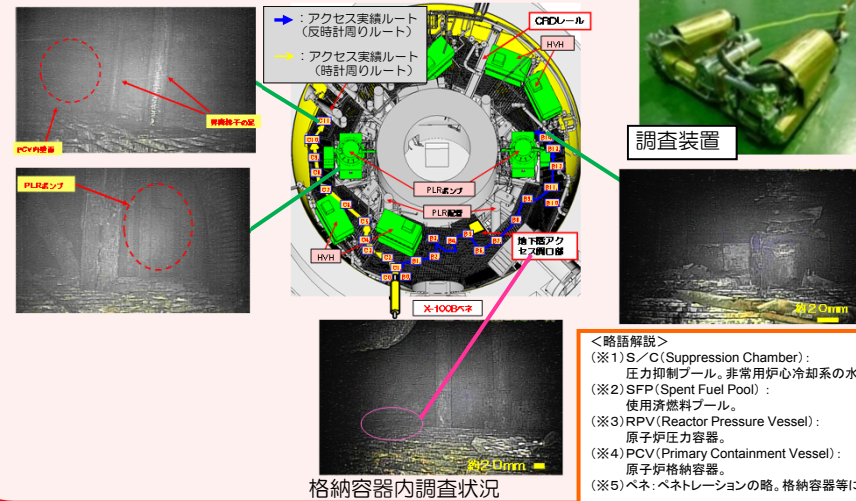 ：アクセス実績ルート
（反時計周りルート）
：アクセス実績ルート
（時計周りルート）
CRDレール
HVH
PCV内壁面
PLRポンプ
調査装置
PLRポンプ
PLR配管
HVH
地下階アク
セス開口部
X-100Bペネ
約20mm
約20mm
格納容器内調査状況
＜略語解説＞
（※1）S／C(Suppression Chamber)：
圧力抑制プール。非常用炉心冷却系の水
（※2）SFP(Spent Fuel Pool)：
使用済燃料プール。
（※3）RPV(Reactor Pressure Vessel)：
原子炉圧力容器。
（※4）PCV(Primary Containment Vessel)：
原子炉格納容器。
（※5）ペネ：ペネトレーションの略。格納容器等に